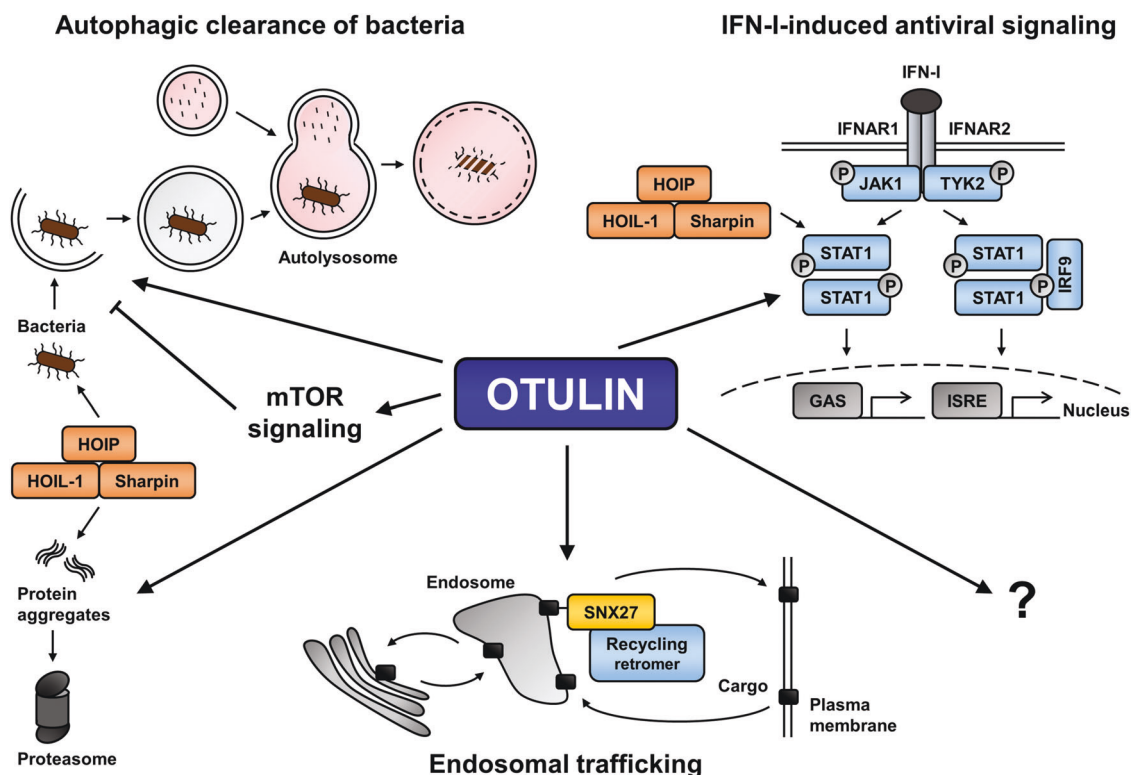 Autophagic clearance of bacteria
IFN-I-induced antiviral signaling
IFN-I
IFNAR1
IFNAR2
P
JAK1
TYK2
P
HOIP
HOIL-1
Sharpin
STAT1
P
P
STAT1
STAT1
STAT1
P
IRF9
GAS
ISRE
Nucleus
Autolysosome
Bacteria
mTOR
signaling
OTULIN
HOIP
HOIL-1
Sharpin
Protein
aggregates
Proteasome
Endosome
SNX27
Recycling
retromer
Cargo
Plasma
membrane
?
Endosomal trafficking